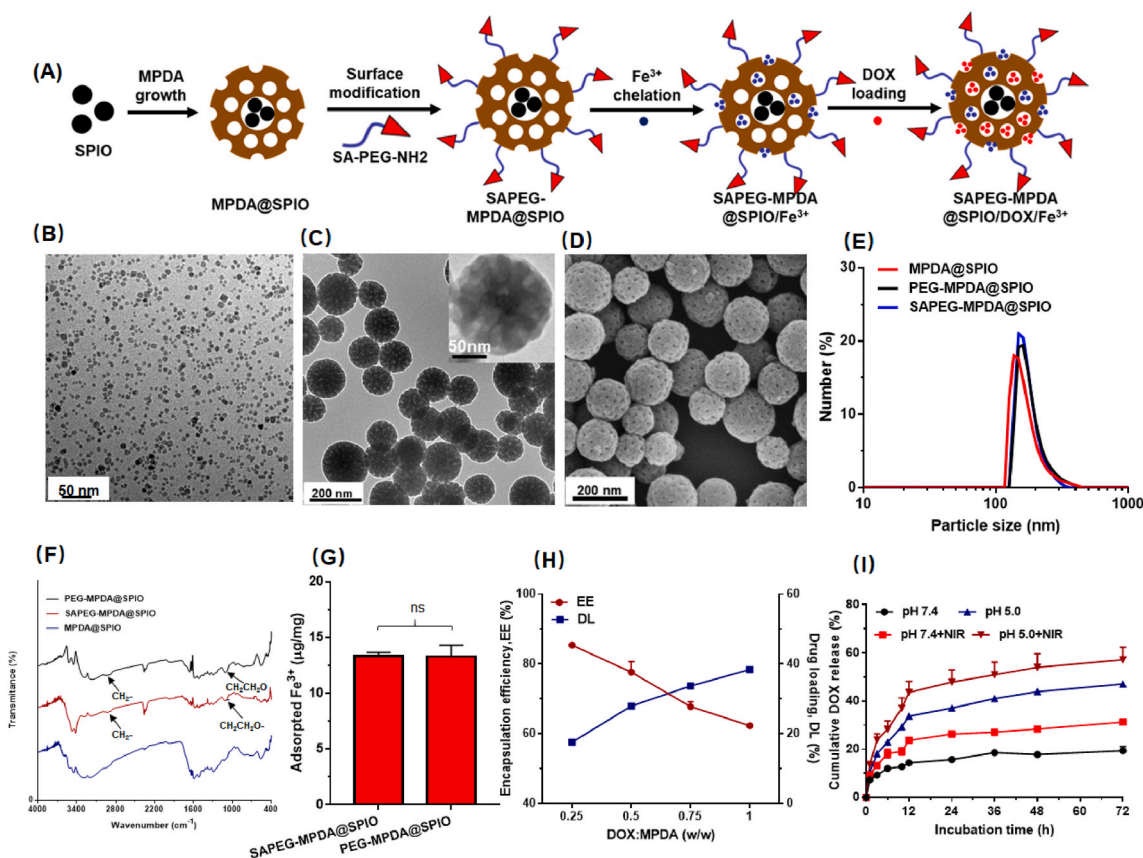 (A)
SPIO
MPDA
growth
MPDA@SPIO
Surface
modification
SA-PEG-NH2
SAPEG-
MPDA@SPIO
Fe³⁺
chelation
SAPEG-MPDA
@SPIO/Fe³⁺
DOX
loading
SAPEG-MPDA
@SPIO/DOX/Fe³⁺
(B)
50 nm
(C)
50nm
200 nm
(D)
200 nm
(E)
MPDA@SPIO
PEG-MPDA@SPIO
SAPEG-MPDA@SPIO
Number (%)
30
20
10
0
10
100
1000
Particle size (nm)
(F)
PEG-MPDA@SPIO
SAPEG-MPDA@SPIO
MPDA@SPIO
Transmitance (%)
CH₂-
CH₂CH₂O
CH₂-
CH₂CH₂O-
4000 3400 2800 2200 1600 1000 400
Wavenumber (cm⁻¹)
(G)
Adsorpted Fe³⁺ (μg/mg)
20
15
10
5
0
ns
SAPEG-MPDA@SPIO
PEG-MPDA@SPIO
(H)
Encapsulation efficiency,EE (%)
100
80
60
40
EE
DL
60
40
20
0
Drug loading, DL (%)
0.25 0.5 0.75 1
DOX:MPDA (w/w)
(I)
Cumulative DOX release (%)
80
60
40
20
0
pH 7.4
pH 5.0
pH 7.4+NIR
pH 5.0+NIR
0 12 24 36 48 60 72
Incubation time (h)